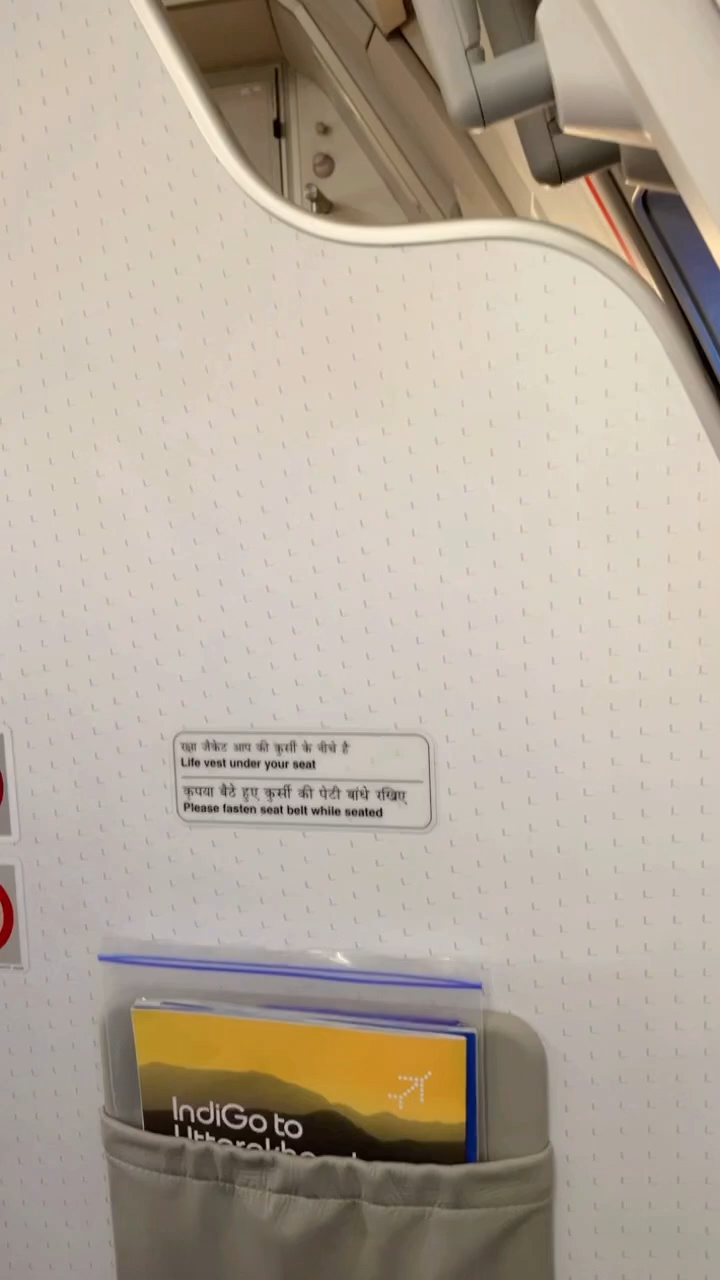 रक्षा जैकेट आप की कुर्सी के नीचे है
Life vest under your seat
कृपया बैठे हुए कुर्सी की पेटी बांधे रखिए
Please fasten seat belt while seated
IndiGo to